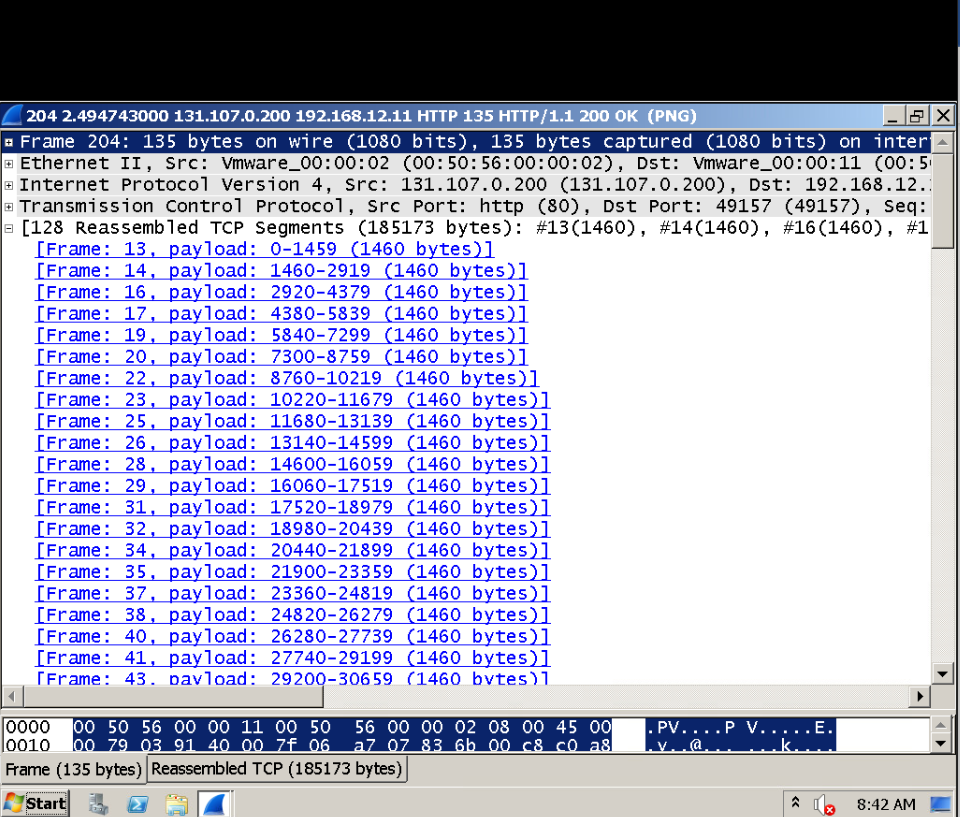 204 2.494743000 131.107.0.200 192.168.12.11 HTTP 135 HTTP/1.1 200 OK (PNG)
Frame 204: 135 bytes on wire (1080 bits), 135 bytes captured (1080 bits) on inter
Ethernet II, Src: Vmware_00:00:02 (00:50:56:00:00:02), Dst: Vmware_00:00:11 (00:5
Internet Protocol Version 4, Src: 131.107.0.200 (131.107.0.200), Dst: 192.168.12.
Transmission Control Protocol, Src Port: http (80), Dst Port: 49157 (49157), Seq:
[128 Reassembled TCP Segments (185173 bytes): #13(1460), #14(1460), #16(1460), #1
[Frame: 13, payload: 0-1459 (1460 bytes)]
[Frame: 14, payload: 1460-2919 (1460 bytes)]
[Frame: 16, payload: 2920-4379 (1460 bytes)]
[Frame: 17, payload: 4380-5839 (1460 bytes)]
[Frame: 19, payload: 5840-7299 (1460 bytes)]
[Frame: 20, payload: 7300-8759 (1460 bytes)]
[Frame: 22, payload: 8760-10219 (1460 bytes)]
[Frame: 23, payload: 10220-11679 (1460 bytes)]
[Frame: 25, payload: 11680-13139 (1460 bytes)]
[Frame: 26, payload: 13140-14599 (1460 bytes)]
[Frame: 28, payload: 14600-16059 (1460 bytes)]
[Frame: 29, payload: 16060-17519 (1460 bytes)]
[Frame: 31, payload: 17520-18979 (1460 bytes)]
[Frame: 32, payload: 18980-20439 (1460 bytes)]
[Frame: 34, payload: 20440-21899 (1460 bytes)]
[Frame: 35, payload: 21900-23359 (1460 bytes)]
[Frame: 37, payload: 23360-24819 (1460 bytes)]
[Frame: 38, payload: 24820-26279 (1460 bytes)]
[Frame: 40, payload: 26280-27739 (1460 bytes)]
[Frame: 41, payload: 27740-29199 (1460 bytes)]
[Frame: 43, payload: 29200-30659 (1460 bytes)]
0000 00 50 56 00 00 11 00 50 56 00 00 02 08 00 45 00 .PV....P V.....E.
0010 00 79 03 91 40 00 7f 06 a7 07 83 6b 00 c8 c0 a8 .y..@... ...k....
Frame (135 bytes) Reassembled TCP (185173 bytes)
Start 8:42 AM